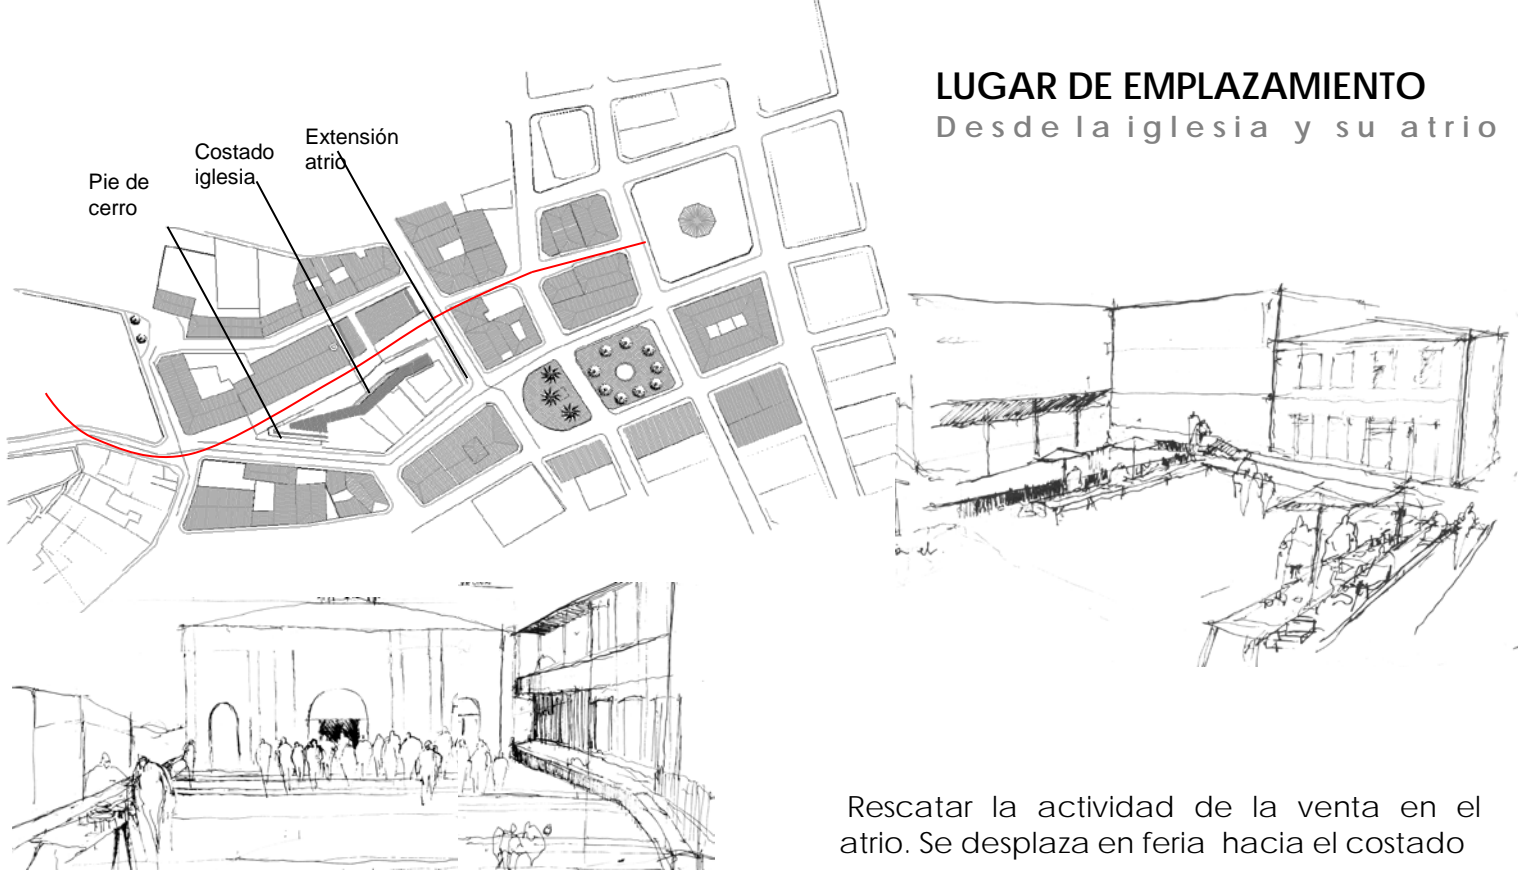 LUGAR DE EMPLAZAMIENTO
Desde la iglesia y su atrio
Extensión
atrio
Costado
iglesia
Pie de
cerro
el.
Rescatar la actividad de la venta en el
atrio. Se desplaza en feria hacia el costado